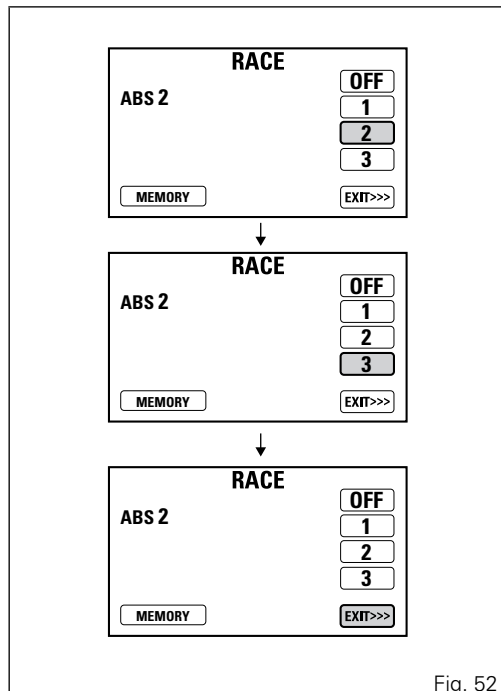 RACE
ABS 2
OFF
1
2
3
MEMORY
EXIT>>>
RACE
ABS 2
OFF
1
2
3
MEMORY
EXIT>>>
RACE
ABS 2
OFF
1
2
3
MEMORY
EXIT>>>
Fig. 52